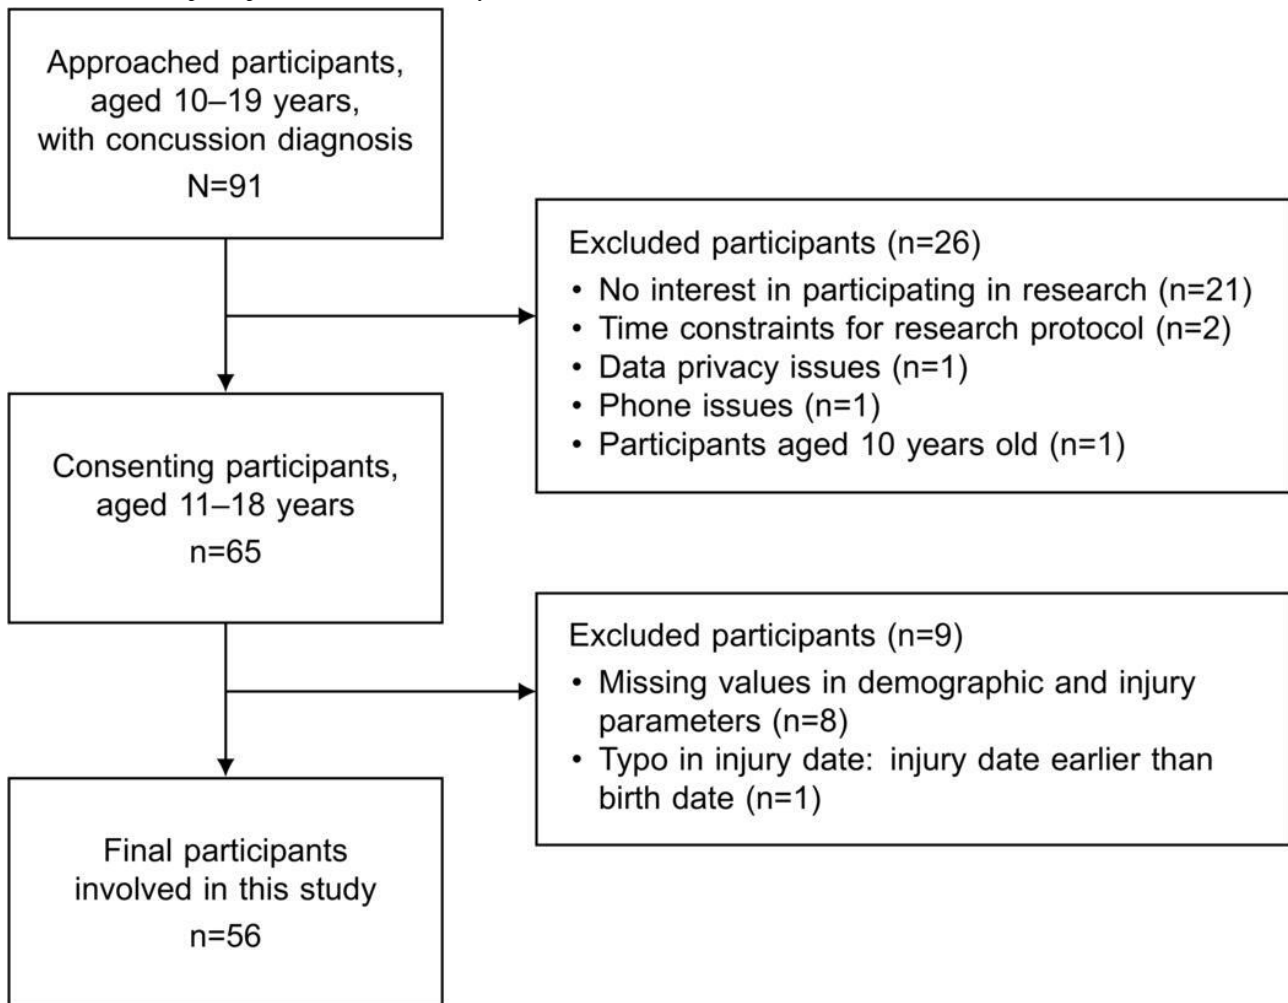 Approached participants,
aged 10–19 years,
with concussion diagnosis
N=91
Excluded participants (n=26)
• No interest in participating in research (n=21)
• Time constraints for research protocol (n=2)
• Data privacy issues (n=1)
• Phone issues (n=1)
• Participants aged 10 years old (n=1)
Consenting participants,
aged 11–18 years
n=65
Excluded participants (n=9)
• Missing values in demographic and injury
parameters (n=8)
• Typo in injury date: injury date earlier than
birth date (n=1)
Final participants
involved in this study
n=56